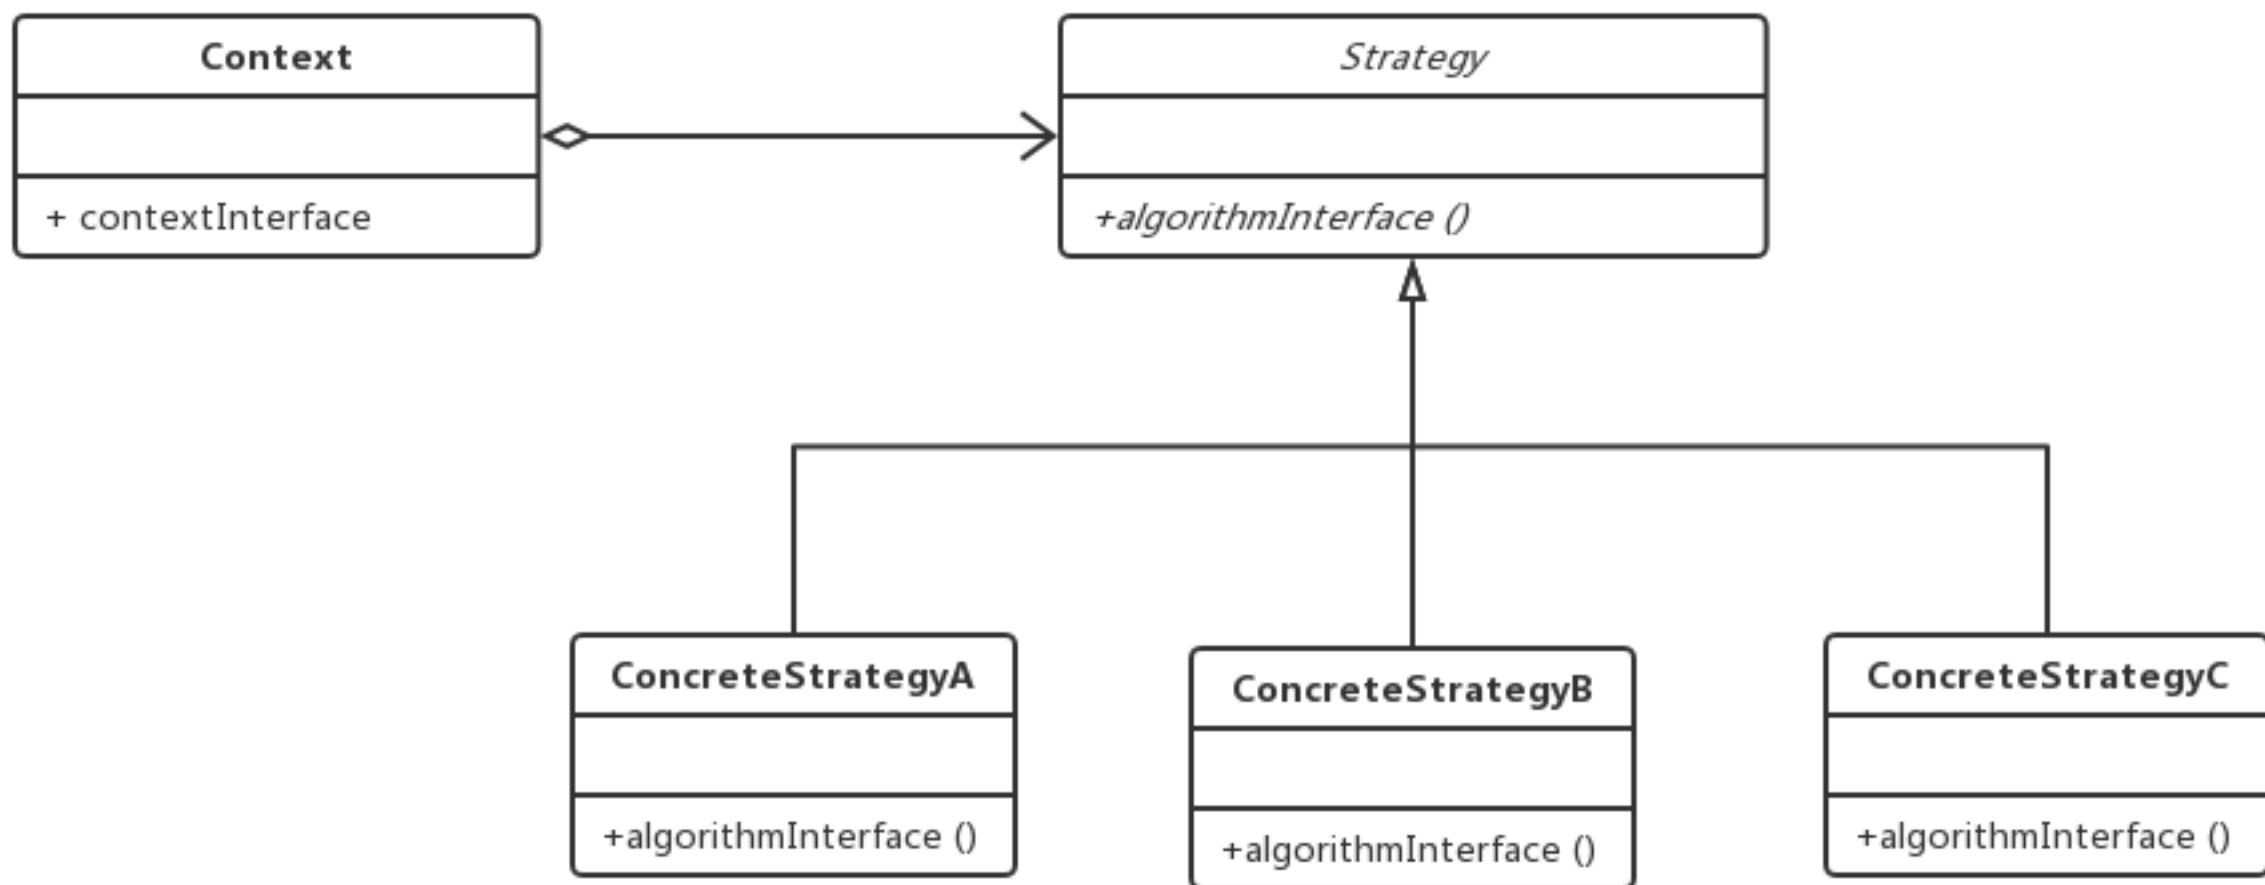 Context
Strategy
+ contextInterface
+algorithmInterface ()
ConcreteStrategyA
ConcreteStrategyB
ConcreteStrategyC
+algorithmInterface ()
+algorithmInterface ()
+algorithmInterface ()